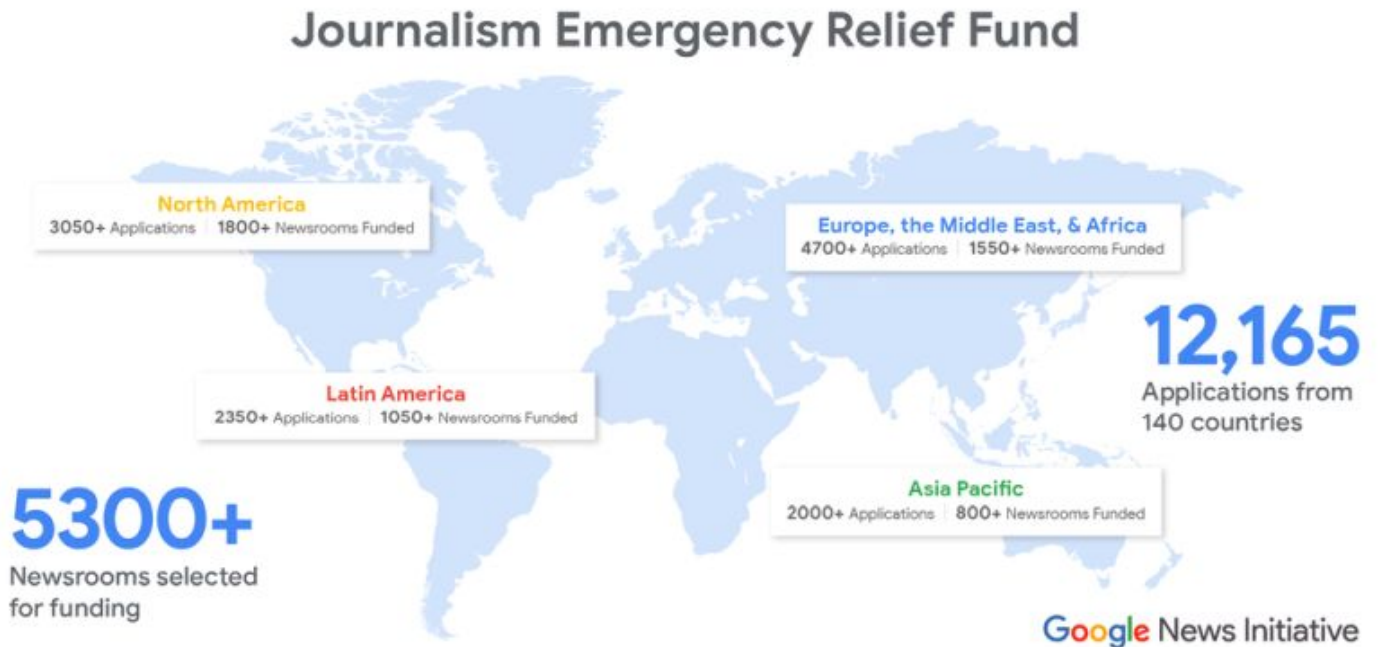 Journalism Emergency Relief Fund
North America
3050+ Applications 1800+ Newsrooms Funded
Europe, the Middle East, & Africa
4700+ Applications 1550+ Newsrooms Funded
12,165
Applications from
140 countries
Latin America
2350+ Applications 1050+ Newsrooms Funded
Asia Pacific
2000+ Applications 800+ Newsrooms Funded
5300+
Newsrooms selected
for funding
Google News Initiative